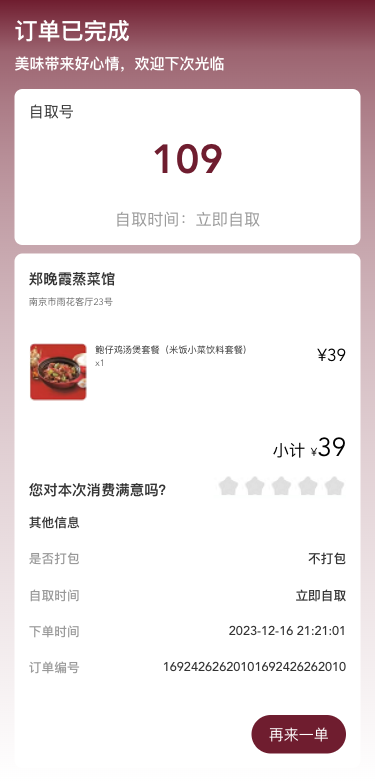 订单已完成
美味带来好心情，欢迎下次光临
自取号
109
自取时间：立即自取
郑晚霞蒸菜馆
南京市雨花客厅23号
鲍仔鸡汤煲套餐（米饭小菜饮料套餐） ¥39
x1
小计 ¥39
您对本次消费满意吗?
其他信息
是否打包 不打包
自取时间 立即自取
下单时间 2023-12-16 21:21:01
订单编号 16924262620101692426262010
再来一单